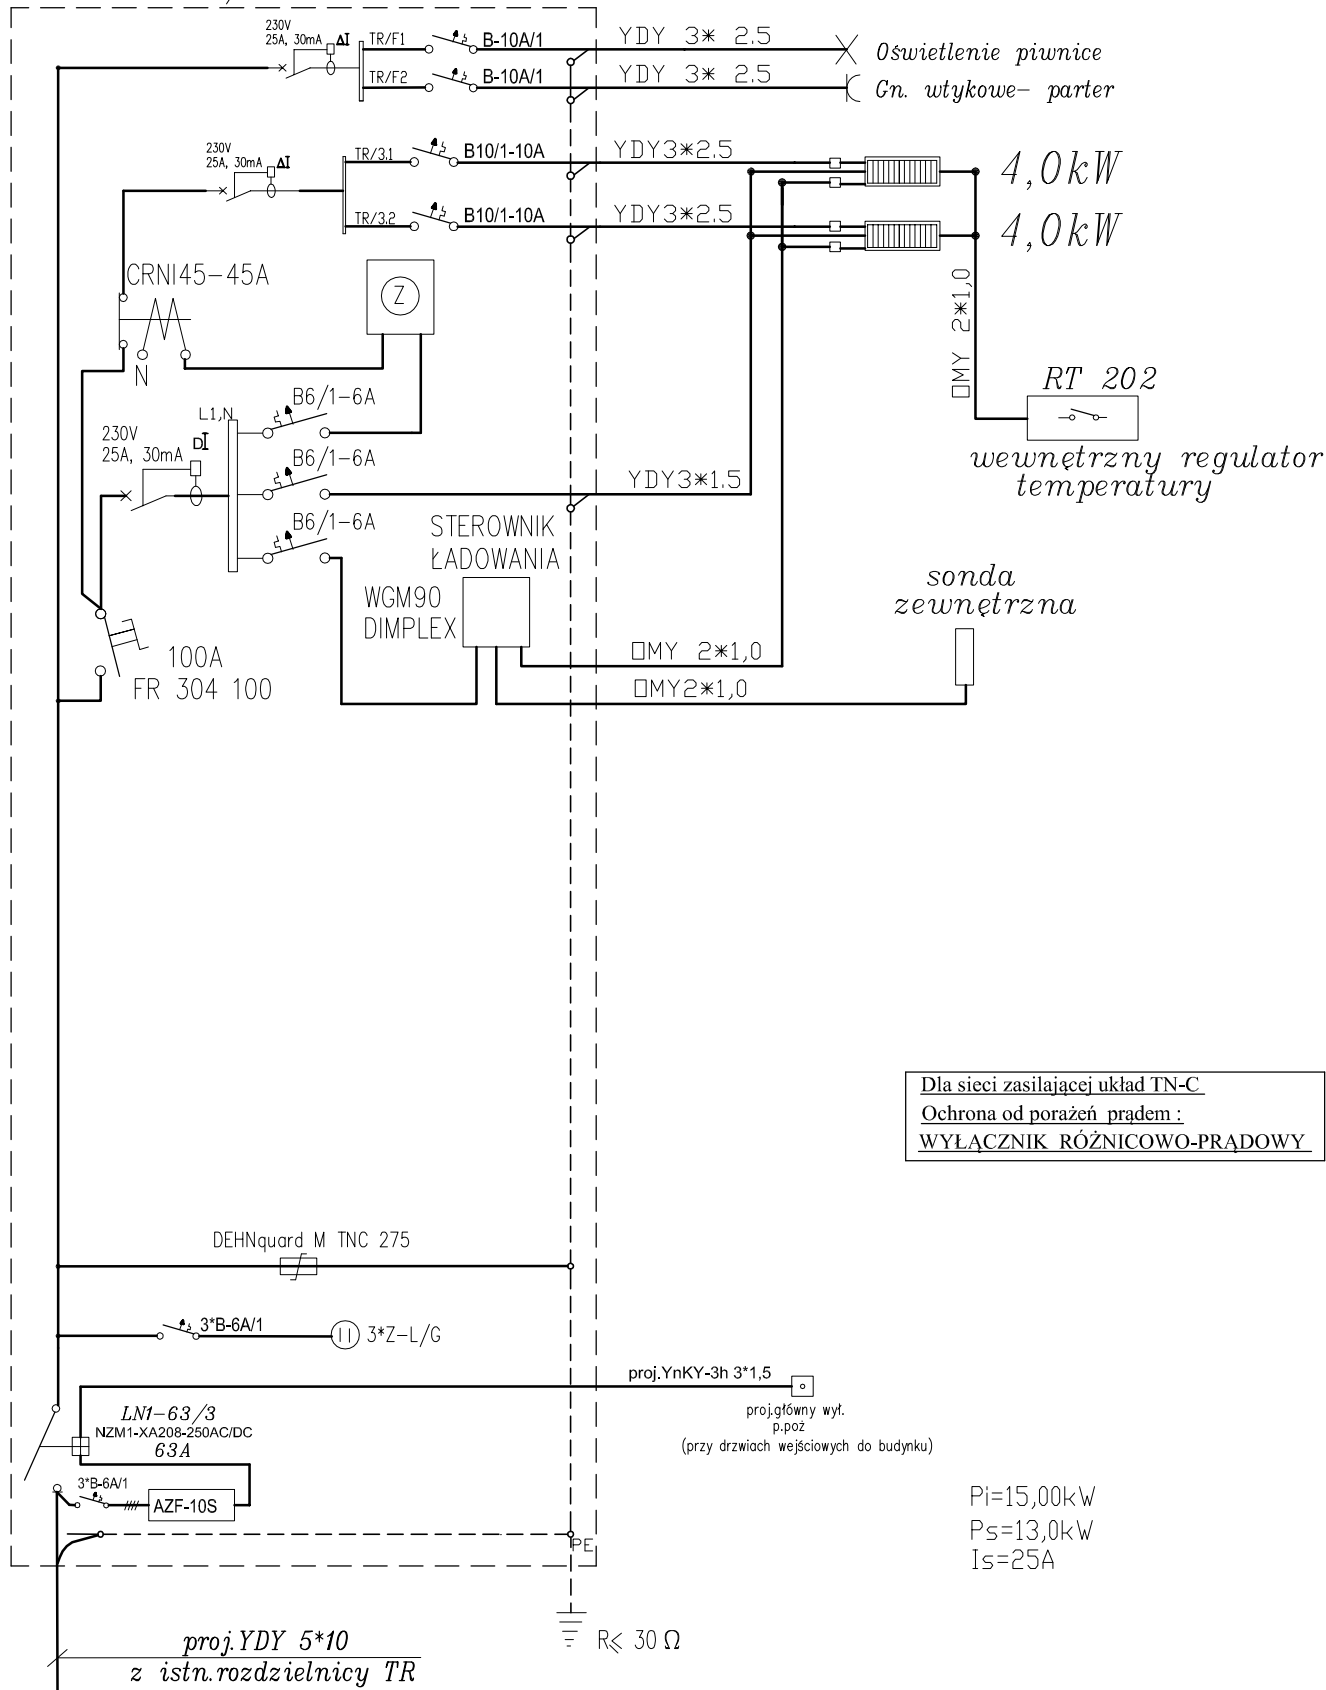 230V
25A, 30mA ΔI
TR/F1
B-10A/1
YDY 3* 2.5
Oświetlenie piwnice
TR/F2
B-10A/1
YDY 3* 2.5
Gn. wtykowe- parter
230V
25A, 30mA ΔI
TR/3.1
B10/1-10A
YDY3*2.5
4,0kW
TR/3.2
B10/1-10A
YDY3*2.5
4,0kW
CRNI45-45A
Z
N
□MY 2*1,0
RT 202
wewnętrzny regulator
temperatury
L1,N
B6/1-6A
230V
25A, 30mA
DI
B6/1-6A
YDY3*1.5
B6/1-6A
STEROWNIK
ŁADOWANIA
WGM90
DIMPLEX
sonda
zewnętrzna
100A
FR 304 100
□MY 2*1,0
□MY2*1,0
Dla sieci zasilającej układ TN-C
Ochrona od porażeń prądem :
WYŁĄCZNIK RÓŻNICOWO-PRĄDOWY
DEHNguard M TNC 275
3*B-6A/1
3*Z-L/G
proj.YnKY-3h 3*1,5
proj.główny wył.
p.poż
(przy drzwiach wejściowych do budynku)
LN1-63/3
NZM1-XA208-250AC/DC
63A
3*B-6A/1
AZF-10S
PE
Pi=15,00kW
Ps=13,0kW
Is=25A
R≤ 30 Ω
proj.YDY 5*10
z istn.rozdzielnicy TR